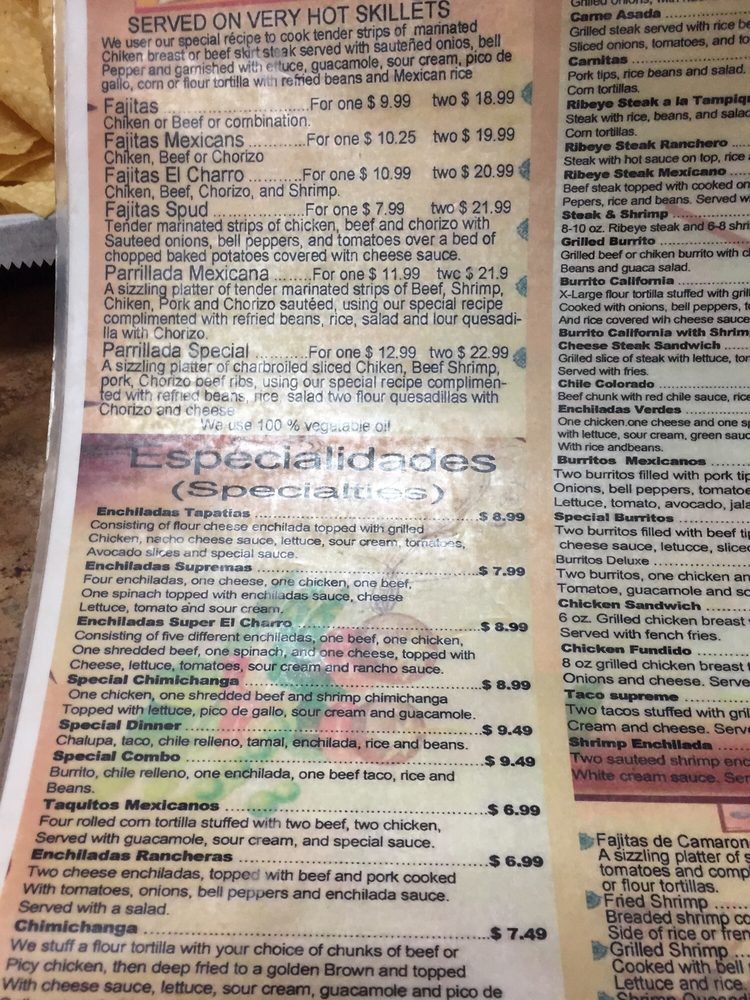 SERVED ON VERY HOT SKILLETS
We user our special récipe to cook tender strips of marinated
Chiken breast or beef skirt steak served with sauteñed onios, bell
Pepper and garnished with ettuce, guacamole, sour cream, pico de
gallo, corn or flour tortilla with refried beans and Mexican rice
Fajitas ..................For one $ 9.99 two $ 18.99
Chiken or Beef or combination.
Fajitas Mexicans ............For one $ 10.25 two $ 19.99
Chiken, Beef or Chorizo
Fajitas El Charro ..........For one $ 10.99 two $ 20.99
Chiken, Beef, Chorizo, and Shrimp.
Fajitas Spud ..................For one $ 7.99 two $ 21.99
Tender marinated strips of chicken, beef and chorizo with
Sauteed onions, bell peppers, and tomatoes over a bed of
chopped baked potatoes covered witn cheese sauce.
Parrillada Mexicana ........For one $ 11.99 twc $ 21.9
A sizzling platter of tender marinated strips of Beef, Shrimp,
Chiken, Pork and Chorizo sautéed, using our special recipe
complimented with refried beans, rice, salad and lour quesadi-
lla with Chorizo.
Parrillada Special ...........For one $ 12.99 two $ 22.99
A sizzling platter of charbroiled sliced Chiken, Beef Shrimp,
pork, Chorizo beef ribs, using our special recipe complimen-
ted with refried beans, rice, salad two flour quesadillas with
Chorizo and cheese
We use 100 % vegetable oil
Especialidades
(Specialties)
Enchiladas Tapatias ..............................$ 8.99
Consisting of flour cheese enchilada topped with grilled
Chicken, nacho cheese sauce, lettuce, sour cream, tomatoes,
Avocado slices and special sauce.
Enchiladas Supremas ..............................$ 7.99
Four enchiladas, one cheese, one chicken, one beef,
One spinach topped with enchiladas sauce, cheese
Lettuce, tomato and sour cream.
Enchiladas Super El Charro ..............................$ 8.99
Consisting of five different enchiladas, one beef, one chicken,
One shredded beef, one spinach, and one cheese, topped with
Cheese, lettuce, tomatoes, sour cream and rancho sauce.
Special Chimichanga ..............................$ 8.99
One chicken, one shredded beef and shrimp chimichanga
Topped with lettuce, pico de gallo, sour cream and guacamole.
Special Dinner ..............................$ 9.49
Chalupa, taco, chile relleno, tamal, enchilada, rice and beans.
Special Combo ..............................$ 9.49
Burrito, chile relleno, one enchilada, one beef taco, rice and
Beans.
Taquitos Mexicanos ..............................$ 6.99
Four rolled corn tortilla stuffed with two beef, two chicken,
Served with guacamole, sour cream, and special sauce.
Enchiladas Rancheras ..............................$ 6.99
Two cheese enchiladas, topped with beef and pork cooked
With tomatoes, onions, bell peppers and enchilada sauce.
Served with a salad.
Chimichanga ..............................$ 7.49
We stuff a flour tortilla with your choice of chunks of beef or
Picy chicken, then deep fried to a golden Brown and topped
With cheese sauce, lettuce, sour cream, guacamole and pico de
Carne Asada
Grilled steak served with rice
Sliced onions, tomatoes, and
Carnitas
Pork tips, rice beans and salad.
Corn tortillas.
Ribeye Steak a la
Steak with rice, beans, and
Corn tortillas.
Ribeye Steak Ranchero
Steak with hot sauce on top, rice
Ribeye Steak Mexicano
Beef steak topped with cooked
Pepers, rice and beans. Served
Steak & Shrimp
8-10 oz. Ribeye steak and 6-8
Grilled Burrito
Grilled beef or chiken burrito with
Beans and guaca salad.
Burrito California
X-Large flour tortilla stuffed with
Cooked with onions, bell peppers,
And rice covered wih cheese sauce
Burrito California with
Cheese Steak Sandwich
Grilled slice of steak with lettuce,
Served with fries.
Chile Colorado
Beef chunk with red chile sauce,
Enchiladas Verdes
One chicken.one cheese and one
with lettuce, sour cream, green
With rice andbeans.
Burritos Mexicanos
Two burritos filled with pork
Onions, bell peppers,
Lettuce, tomato, avocado,
Special Burritos
Two burritos filled with beef
cheese sauce, letucce,
Burritos Deluxe
Two burritos, one chicken
Tomatoe, guacamole and
Chicken Sandwich
6 oz. Grilled chicken breast
Served with fench fries.
Chicken Fundido
8 oz grilled chicken breast
Onions and cheese.
Taco supreme
Two tacos stuffed with
Cream and cheese.
Shrimp Enchilada
Two sauteed shrimp
White cream sauce.
Fajitas de Camaron
A sizzling platter of
tomatoes and
or flour tortillas.
Fried Shrimp
Breaded shrimp
Side of rice or
Grilled Shrimp
Cooked with bell
Lettuce and rice.